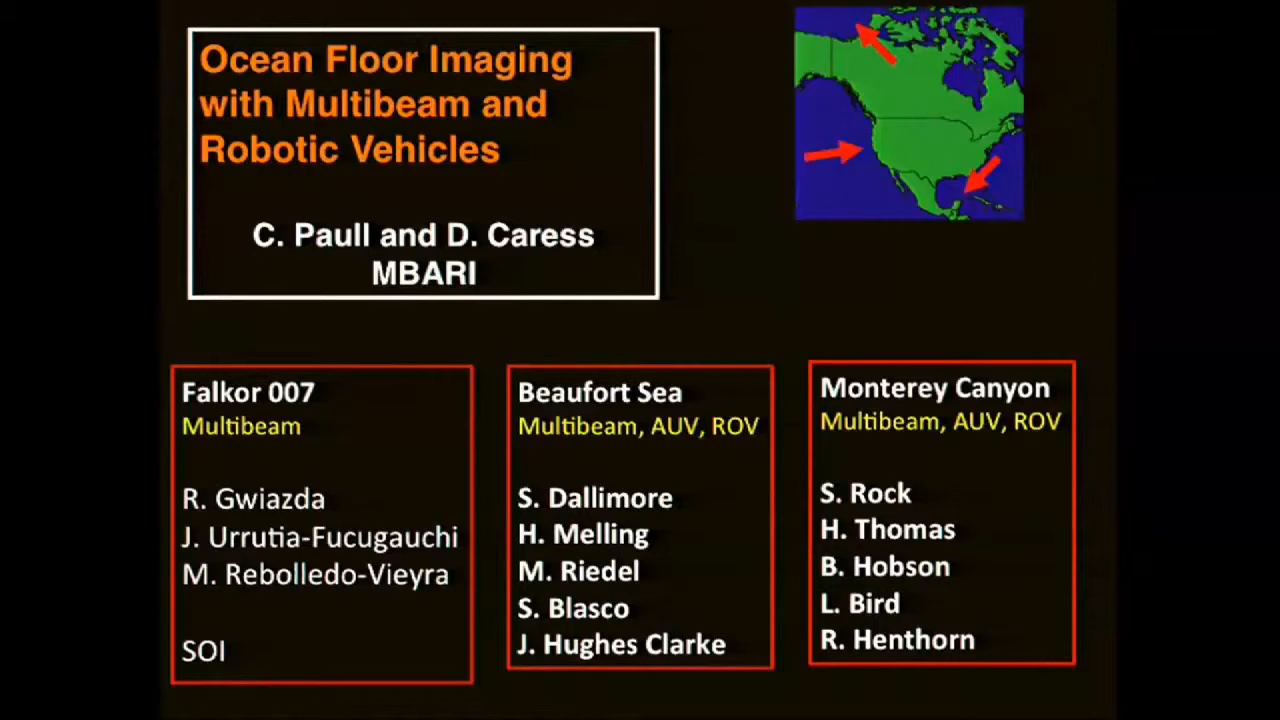 Ocean Floor Imaging
with Multibeam and
Robotic Vehicles
C. Paull and D. Caress
MBARI
Falkor 007
Multibeam
R. Gwiazda
J. Urrutia-Fucugauchi
M. Rebolledo-Vieyra
SOI
Beaufort Sea
Multibeam, AUV, ROV
S. Dallimore
H. Melling
M. Riedel
S. Blasco
J. Hughes Clarke
Monterey Canyon
Multibeam, AUV, ROV
S. Rock
H. Thomas
B. Hobson
L. Bird
R. Henthorn